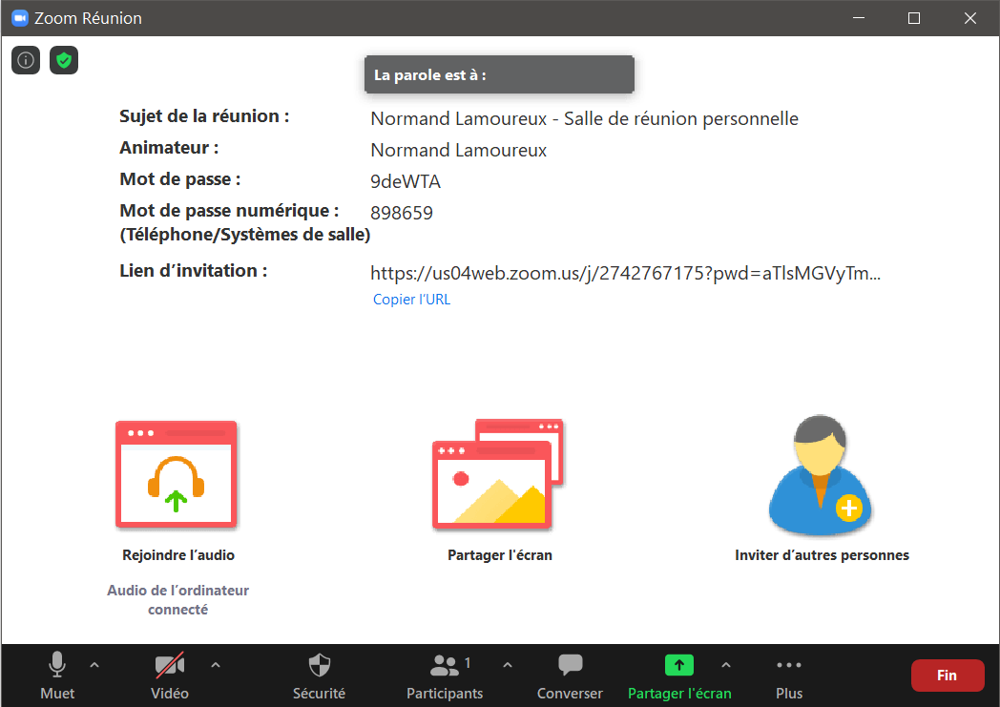 Zoom Réunion
La parole est à :
Sujet de la réunion : Normand Lamoureux - Salle de réunion personnelle
Animateur : Normand Lamoureux
Mot de passe : 9deWTA
Mot de passe numérique : 898659
(Téléphone/Systèmes de salle)
Lien d’invitation : https://us04web.zoom.us/j/2742767175?pwd=aTlsMGVyTm...
Copier l’URL
Rejoindre l’audio
Partager l'écran
Inviter d’autres personnes
Audio de l’ordinateur
connecté
1
Muet Vidéo Sécurité Participants Converser Partager l'écran Plus Fin